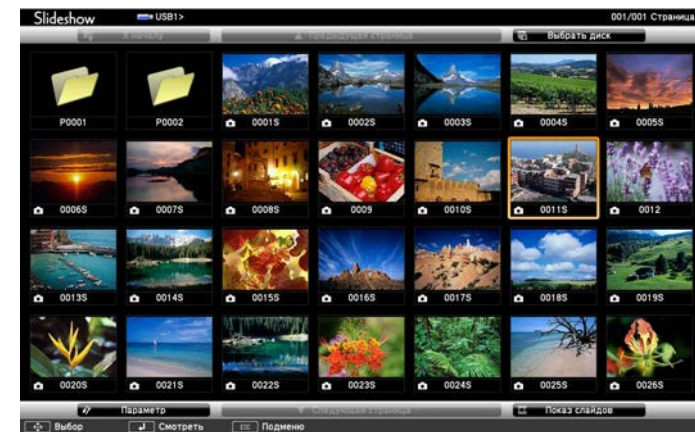 Slideshow USB1> 001/001 Страница
К началу Предыдущая страница Выбрать диск
P0001 P0002 0001S 0002S 0003S 0004S 0005S
0006S 0007S 0008S 0009 0010S 0011S 0012
0013S 0014S 0015S 0016S 0017S 0018S 0019S
0020S 0021S 0022S 0023S 0024S 0025S 0026S
Параметр Следующая страница Показ слайдов
Выбор Смотреть ESC Подменю